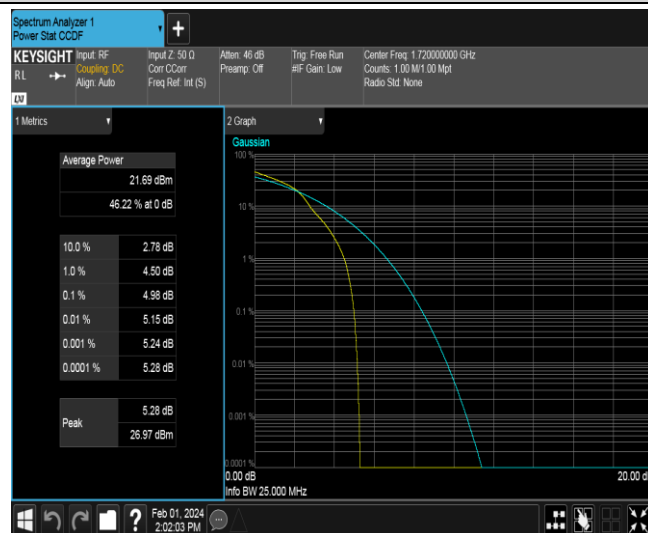 Spectrum Analyzer 1
Power Stat CCDF
+
KEYSIGHT
RL
LXI
Input: RF
Coupling: DC
Align: Auto
Input Z: 50 Ω
Corr CCorr
Freq Ref: Int (S)
Atten: 46 dB
Preamp: Off
Trig: Free Run
#IF Gain: Low
Center Freq: 1.720000000 GHz
Counts: 1.00 M/1.00 Mpt
Radio Std: None
1 Metrics
Average Power
21.69 dBm
46.22 % at 0 dB
10.0 % 2.78 dB
1.0 % 4.50 dB
0.1 % 4.98 dB
0.01 % 5.15 dB
0.001 % 5.24 dB
0.0001 % 5.28 dB
Peak
5.28 dB
26.97 dBm
2 Graph
Gaussian
100 %
10 %
1 %
0.1 %
0.01 %
0.001 %
0.0001 %
0.00 dB
20.00 d
Info BW 25.000 MHz
?
Feb 01, 2024
2:02:03 PM